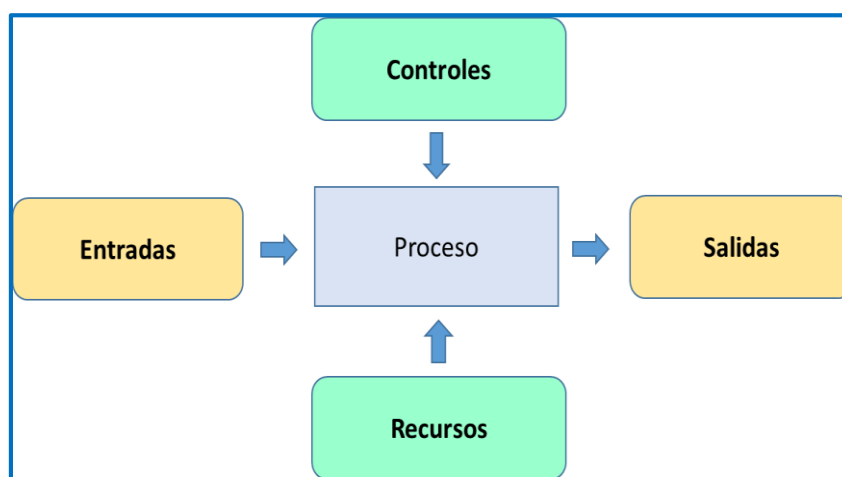 Controles
Entradas
Proceso
Salidas
Recursos